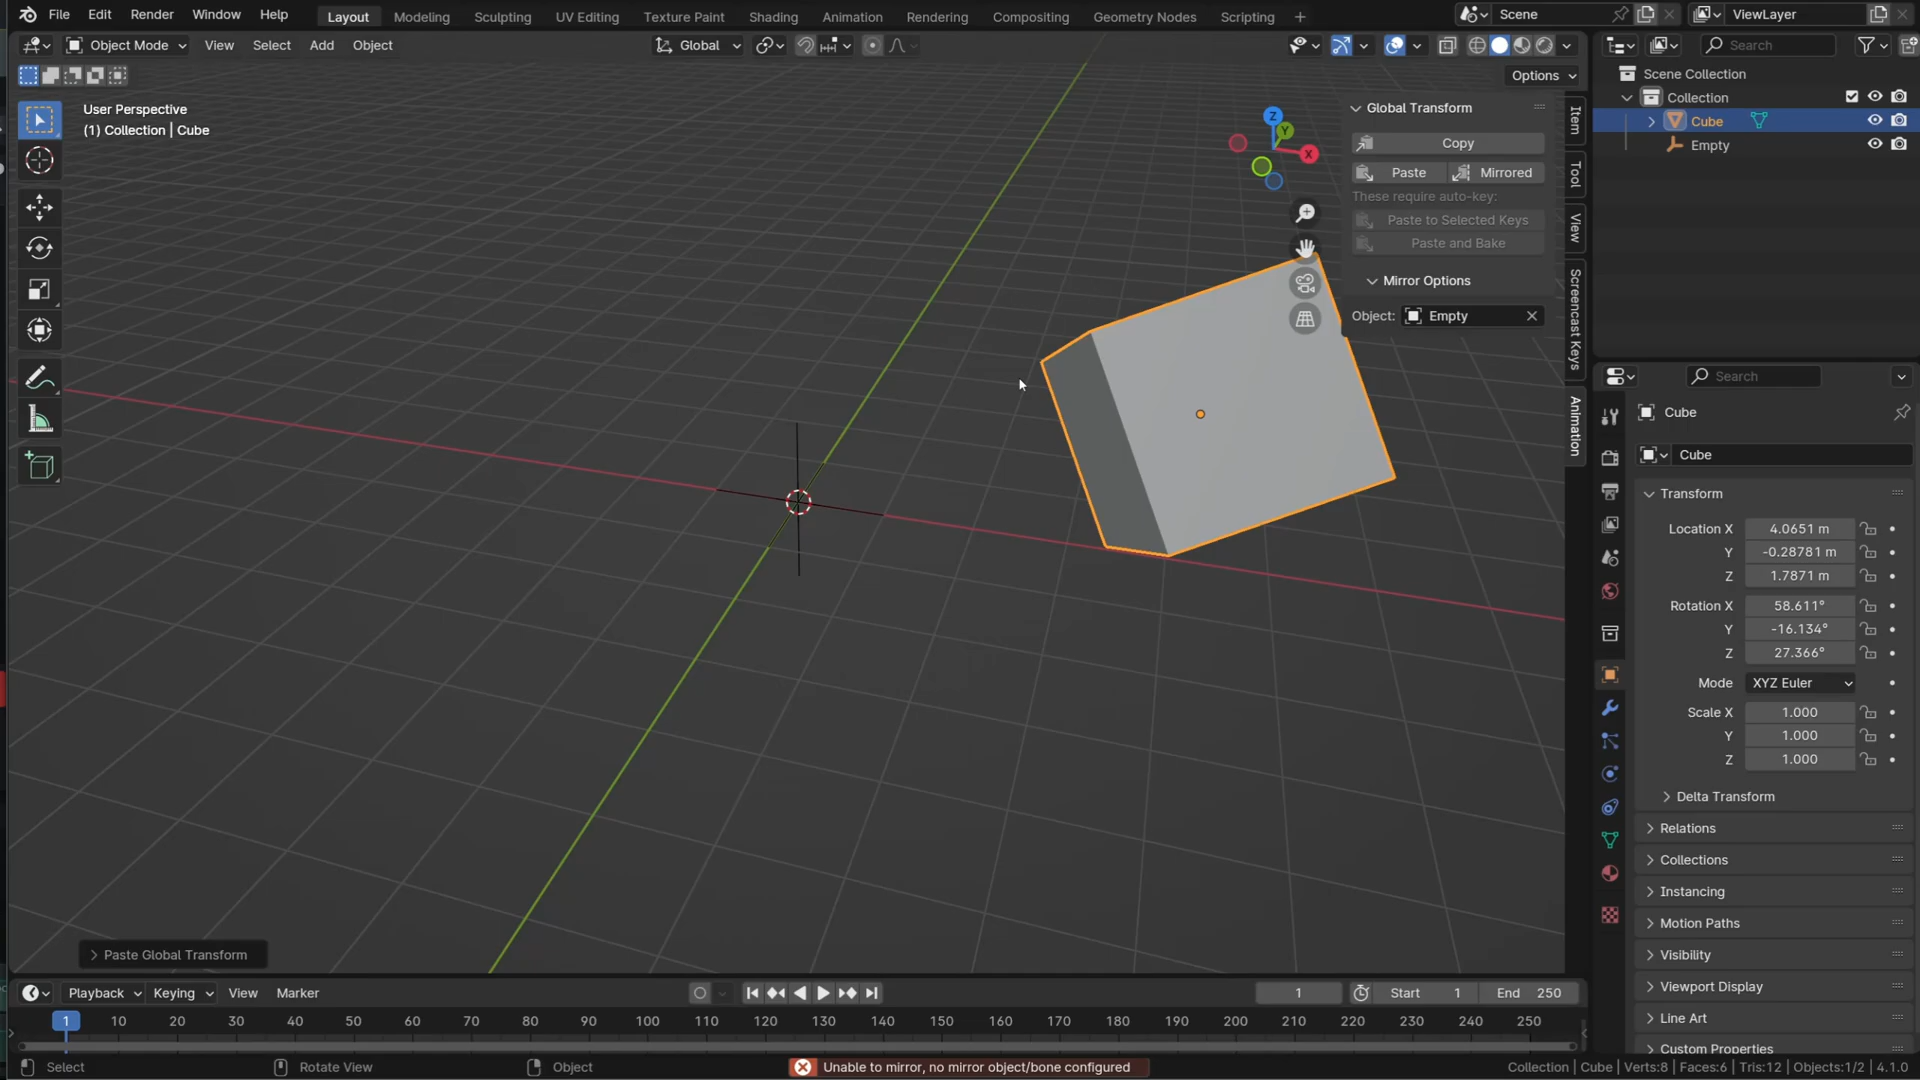 File Edit Render Window Help Layout Modeling Sculpting UV Editing Texture Paint Shading Animation Rendering Compositing Geometry Nodes Scripting + Scene ViewLayer
Object Mode View Select Add Object Global Search
Options
User Perspective
(1) Collection | Cube
Z
Y
X
Global Transform
Copy
Paste Mirrored
These require auto-key:
Paste to Selected Keys
Paste and Bake
Mirror Options
Object: Empty
Item
Tool
View
Screencast Keys
Animation
Scene Collection
Collection
Cube
Empty
Search
Cube
Cube
Transform
Location X 4.0651 m
Y -0.28781 m
Z 1.7871 m
Rotation X 58.611°
Y -16.134°
Z 27.366°
Mode XYZ Euler
Scale X 1.000
Y 1.000
Z 1.000
Delta Transform
Relations
Collections
Instancing
Motion Paths
Visibility
Viewport Display
Line Art
Custom Properties
Paste Global Transform
Playback Keying View Marker 1 Start 1 End 250
1 10 20 30 40 50 60 70 80 90 100 110 120 130 140 150 160 170 180 190 200 210 220 230 240 250
Select Rotate View Object Unable to mirror, no mirror object/bone configured Collection | Cube | Verts:8 | Faces:6 | Tris:12 | Objects:1/2 | 4.1.0